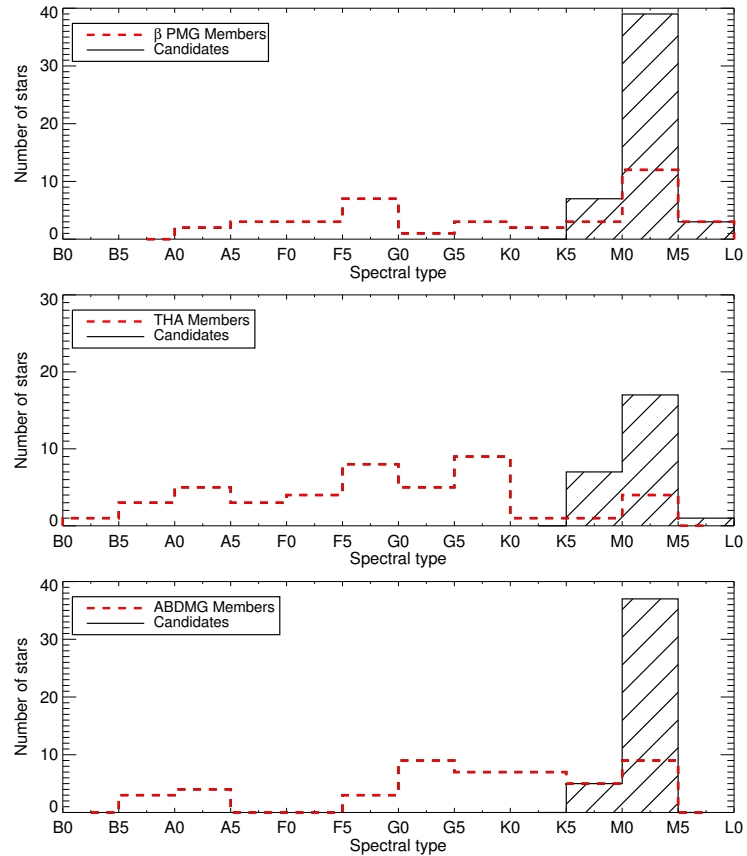 40
30
20
10
0
Number of stars
β PMG Members
Candidates
B0 B5 A0 A5 F0 F5 G0 G5 K0 K5 M0 M5 L0
Spectral type
30
20
10
0
Number of stars
THA Members
Candidates
B0 B5 A0 A5 F0 F5 G0 G5 K0 K5 M0 M5 L0
Spectral type
40
30
20
10
0
Number of stars
ABDMG Members
Candidates
B0 B5 A0 A5 F0 F5 G0 G5 K0 K5 M0 M5 L0
Spectral type